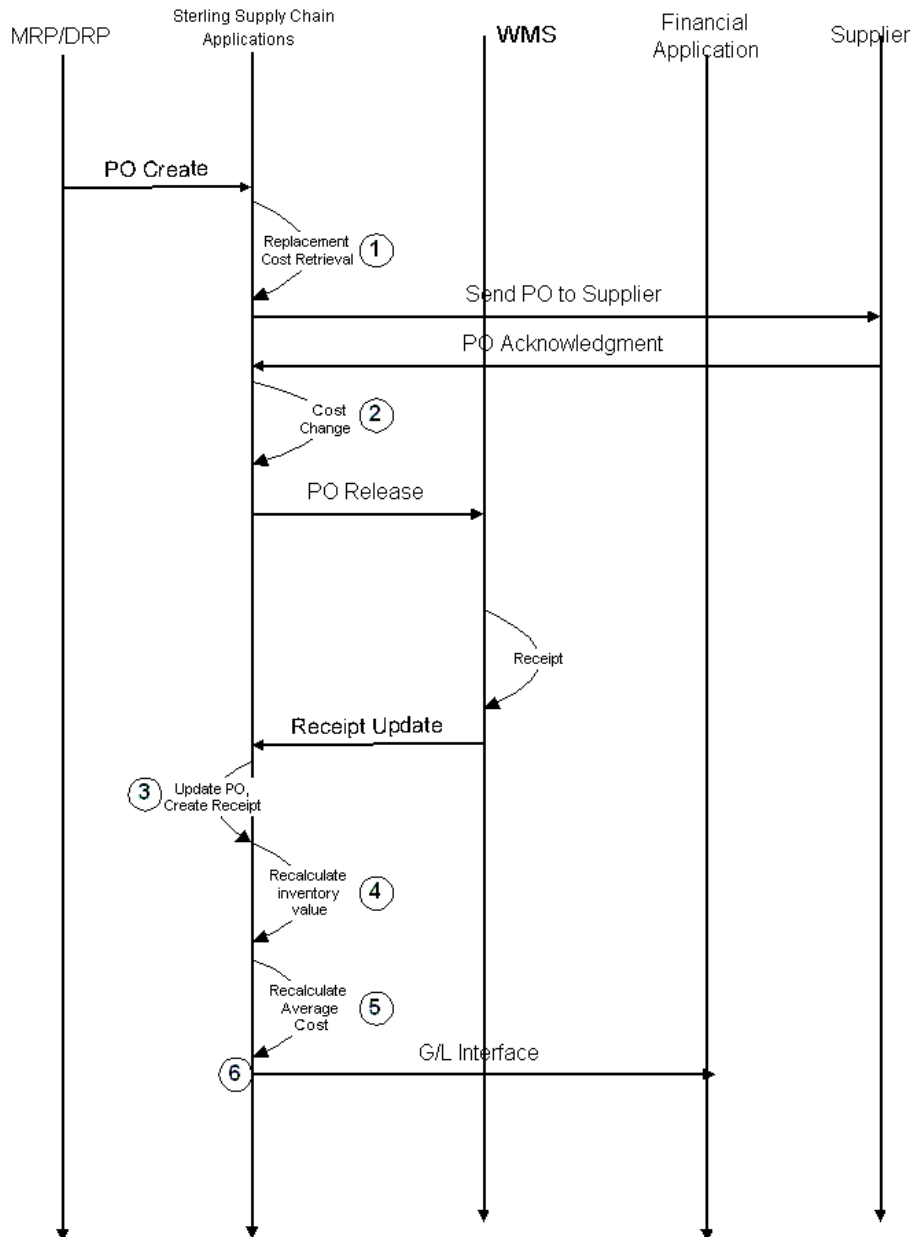 MRP/DRP
Sterling Supply Chain
Applications
WMS
Financial
Application
Supplier
PO Create
Replacement
Cost Retrieval
1
Send PO to Supplier
PO Acknowledgment
Cost
Change
2
PO Release
Receipt
Receipt Update
3
Update PO,
Create Receipt
Recalculate
inventory
value
4
Recalculate
Average
Cost
5
G/L Interface
6